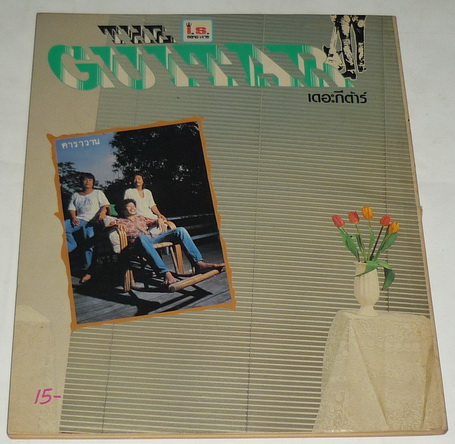 THE
I.S.
GUITAR
เดอะกีต้าร์
คาราวาน
15-